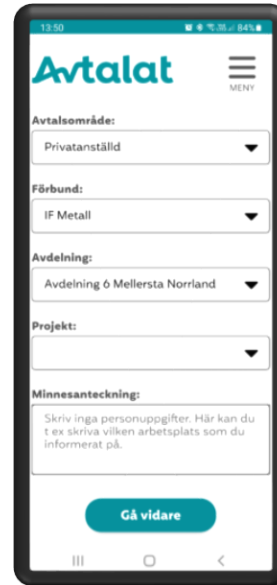 13:50
84%
Avtalat
MENY
Avtalsområde:
Privatanställd
Förbund:
IF Metall
Avdelning:
Avdelning 6 Mellersta Norrland
Projekt:
Minnesanteckning:
Skriv inga personuppgifter. Här kan du
t ex skriva vilken arbetsplats som du
informerat på.
Gå vidare